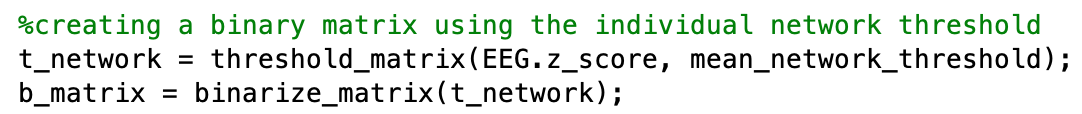 %creating a binary matrix using the individual network threshold
t_network = threshold_matrix(EEG.z_score, mean_network_threshold);
b_matrix = binarize_matrix(t_network);